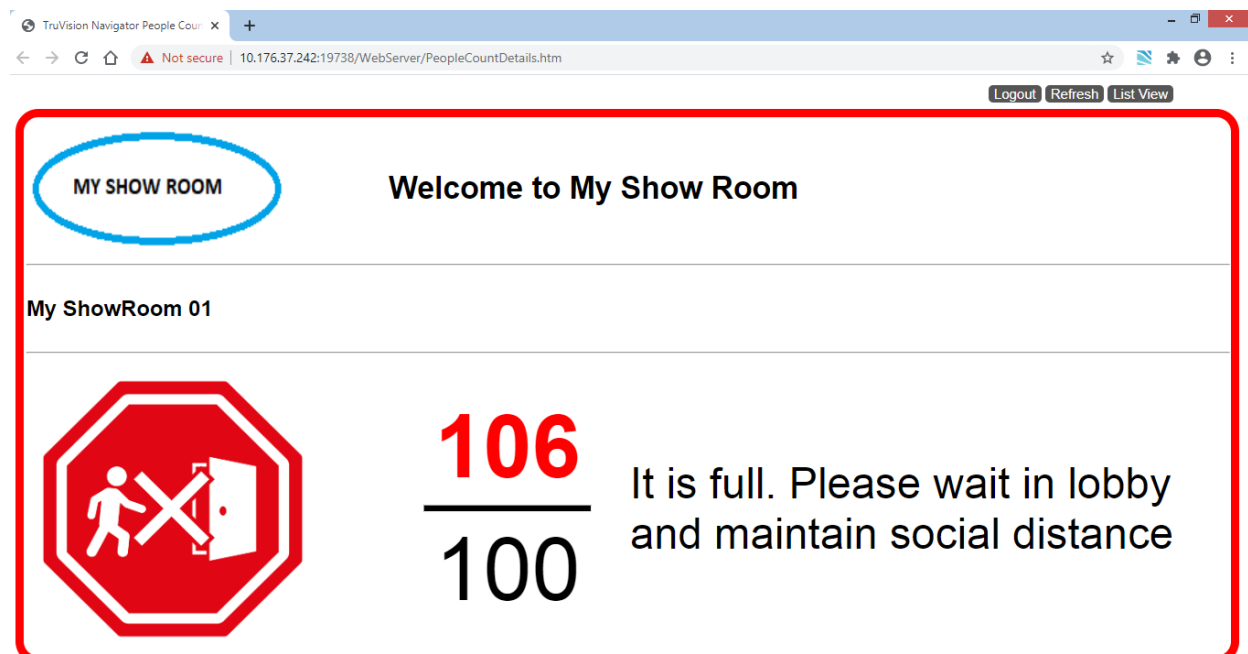 TruVision Navigator People Coun
Not secure | 10.176.37.242:19738/WebServer/PeopleCountDetails.htm
Logout Refresh List View
MY SHOW ROOM
Welcome to My Show Room
My ShowRoom 01
106
100
It is full. Please wait in lobby
and maintain social distance